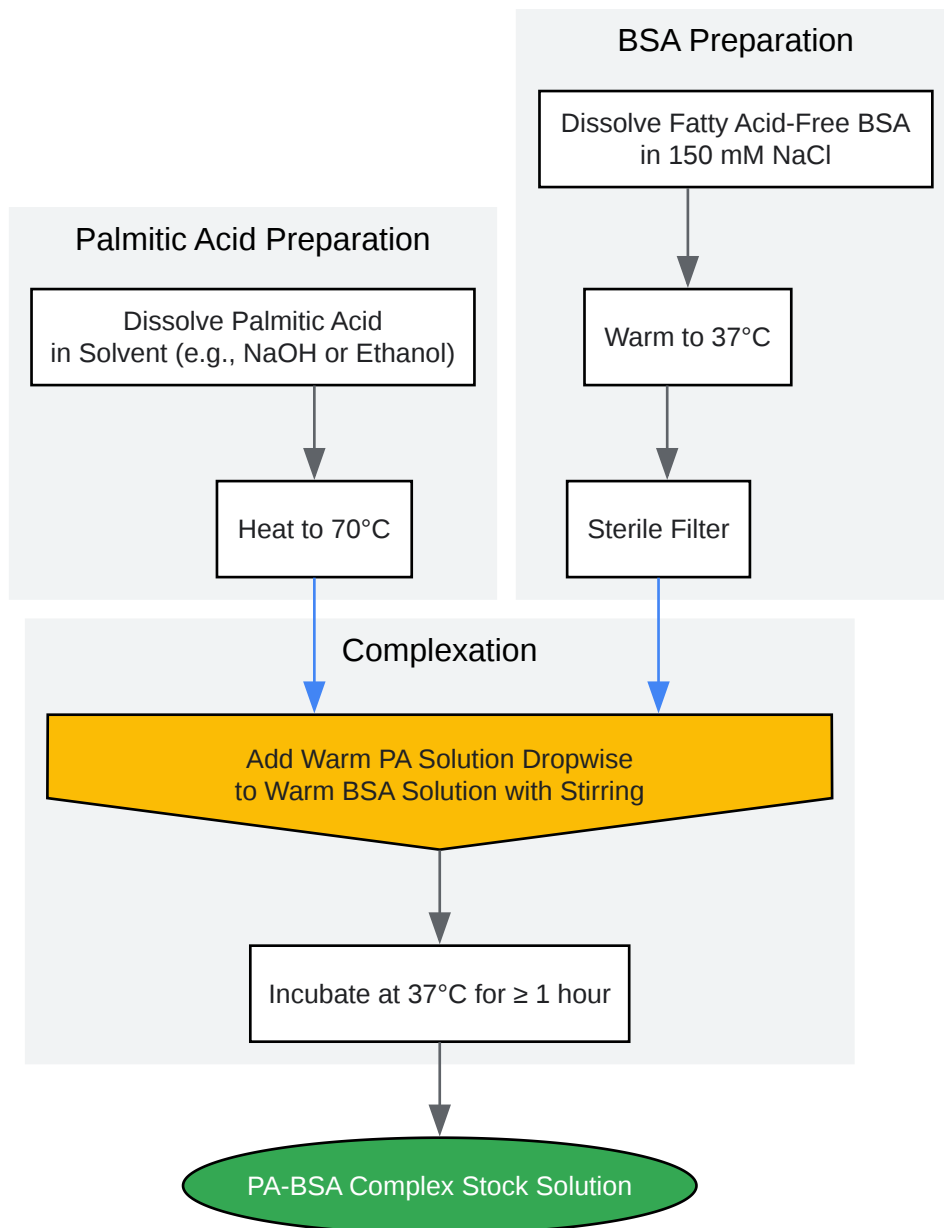 BSA Preparation
Dissolve Fatty Acid-Free BSA
in 150 mM NaCl
Warm to 37°C
Sterile Filter
Palmitic Acid Preparation
Dissolve Palmitic Acid
in Solvent (e.g., NaOH or Ethanol)
Heat to 70°C
Complexation
Add Warm PA Solution Dropwise
to Warm BSA Solution with Stirring
Incubate at 37°C for ≥ 1 hour
PA-BSA Complex Stock Solution